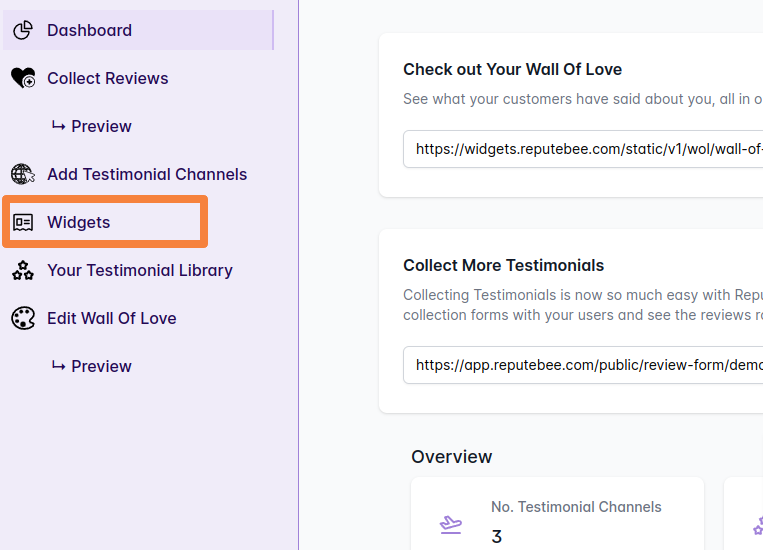 Dashboard
Collect Reviews
Preview
Add Testimonial Channels
Widgets
Your Testimonial Library
Edit Wall Of Love
Preview
Check out Your Wall Of Love
See what your customers have said about you, all in
https://widgets.reputebee.com/static/v1/wol/wall-of-
Collect More Testimonials
Collecting Testimonials is now so much easy with
collection forms with your users and see the reviews
https://app.reputebee.com/public/review-form/demo
Overview
No. Testimonial Channels
3